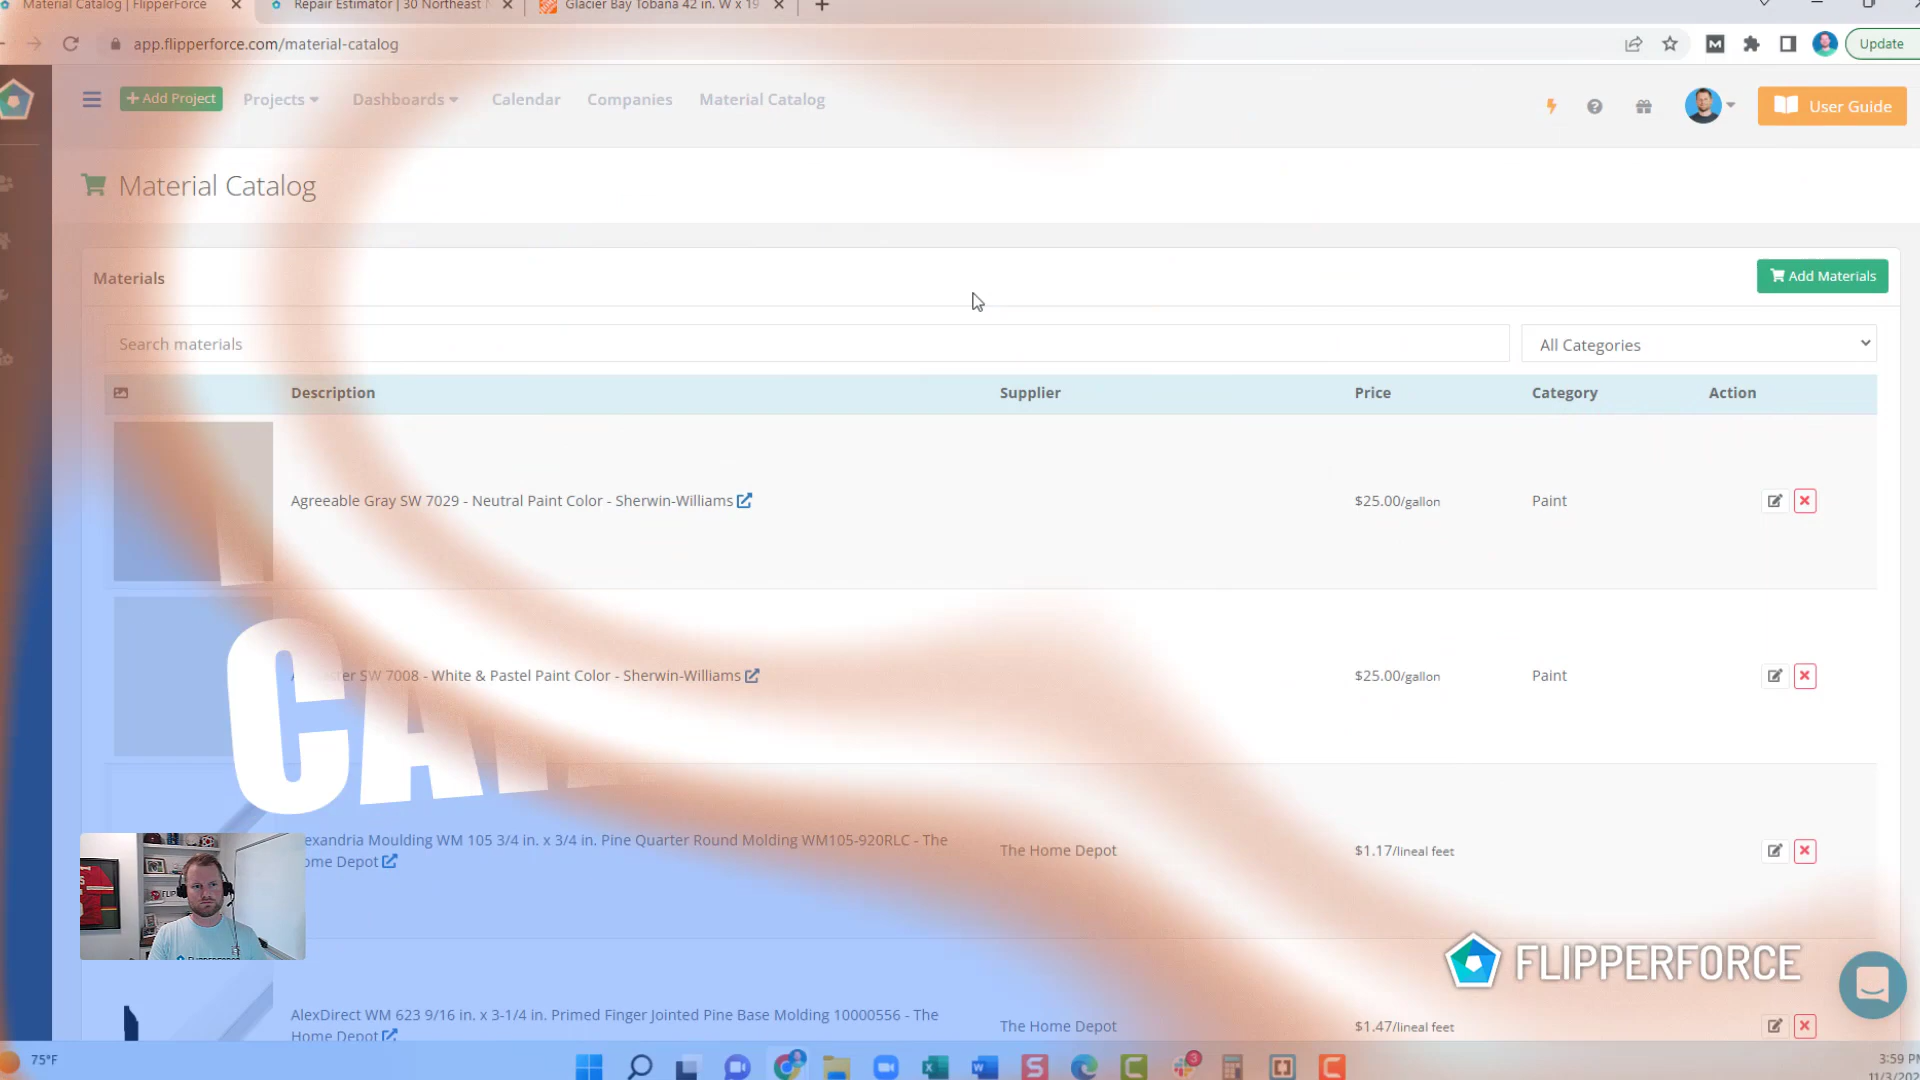 Material Catalog | FlipperForce
Repair Estimator | 30 Northeast
Glacier Bay Tobana 42 in. W x 19
app.flipperforce.com/material-catalog
Update
Add Project
Projects
Dashboards
Calendar
Companies
Material Catalog
User Guide
Material Catalog
Materials
Add Materials
Search materials
All Categories
Description
Supplier
Price
Category
Action
Agreeable Gray SW 7029 - Neutral Paint Color - Sherwin-Williams
$25.00/gallon
Paint
SW 7008 - White & Pastel Paint Color - Sherwin-Williams
$25.00/gallon
Paint
exandria Moulding WM 105 3/4 in. x 3/4 in. Pine Quarter Round Molding WM105-920RLC - The
ome Depot
The Home Depot
$1.17/lineal feet
AlexDirect WM 623 9/16 in. x 3-1/4 in. Primed Finger Jointed Pine Base Molding 10000556 - The
Home Depot
The Home Depot
$1.47/lineal feet
FLIPPERFORCE
75°F
3:59 PM